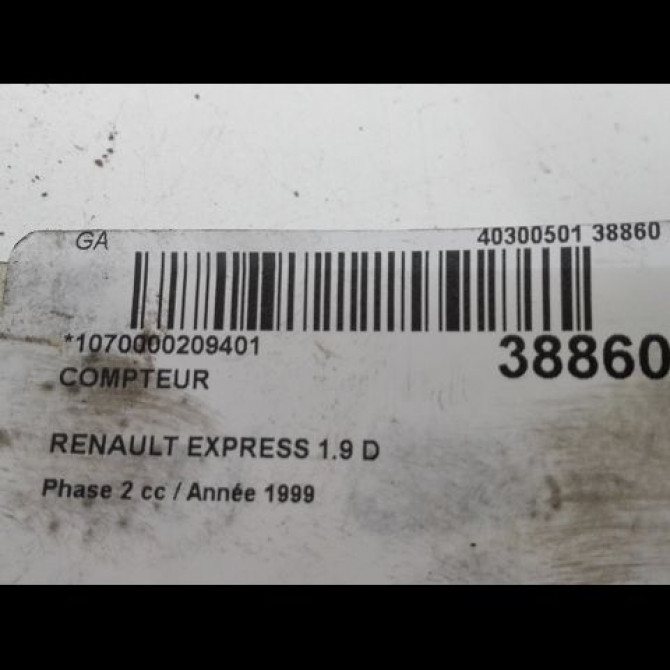 GA 40300501 38860
*1070000209401 38860
COMPTEUR
RENAULT EXPRESS 1.9 D
Phase 2 cc / Année 1999